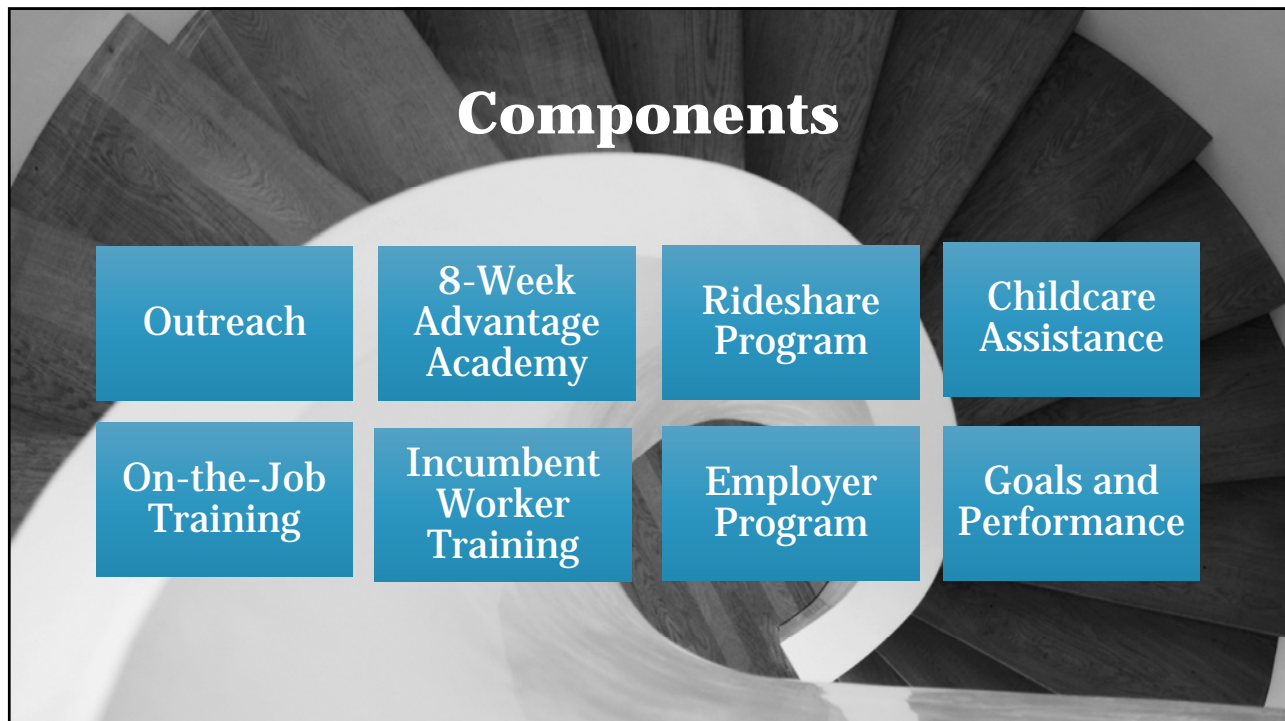 Components
Outreach
8-Week
Advantage
Academy
Rideshare
Program
Childcare
Assistance
On-the-Job
Training
Incumbent
Worker
Training
Employer
Program
Goals and
Performance